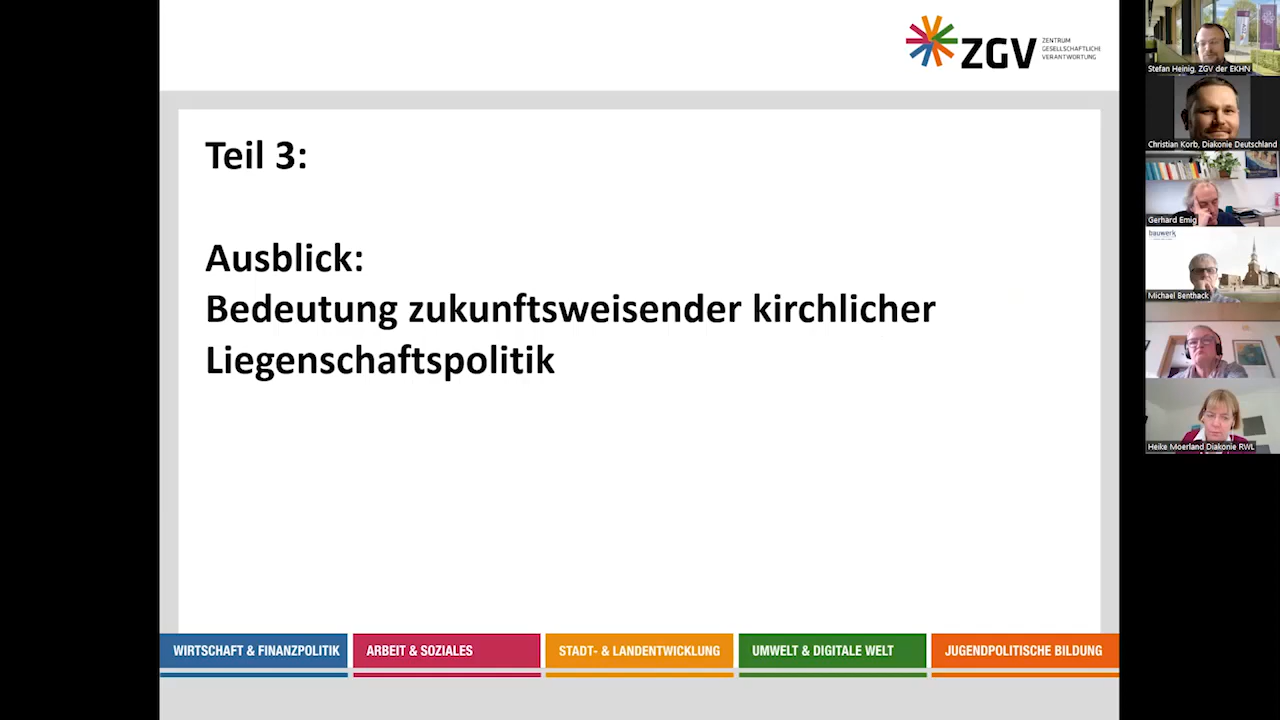 ZGV
ZENTRUM
GESELLSCHAFTLICHE
VERANTWORTUNG
Teil 3:
Ausblick:
Bedeutung zukunftsweisender kirchlicher
Liegenschaftspolitik
WIRTSCHAFT & FINANZPOLITIK
ARBEIT & SOZIALES
STADT- & LANDENTWICKLUNG
UMWELT & DIGITALE WELT
JUGENDPOLITISCHE BILDUNG
Stefan Heinig, ZGV der EKHN
Christian Korb, Diakonie Deutschland
Gerhard Emig
bauwerk
Michael Benthack
Heike Moerland Diakonie RWL